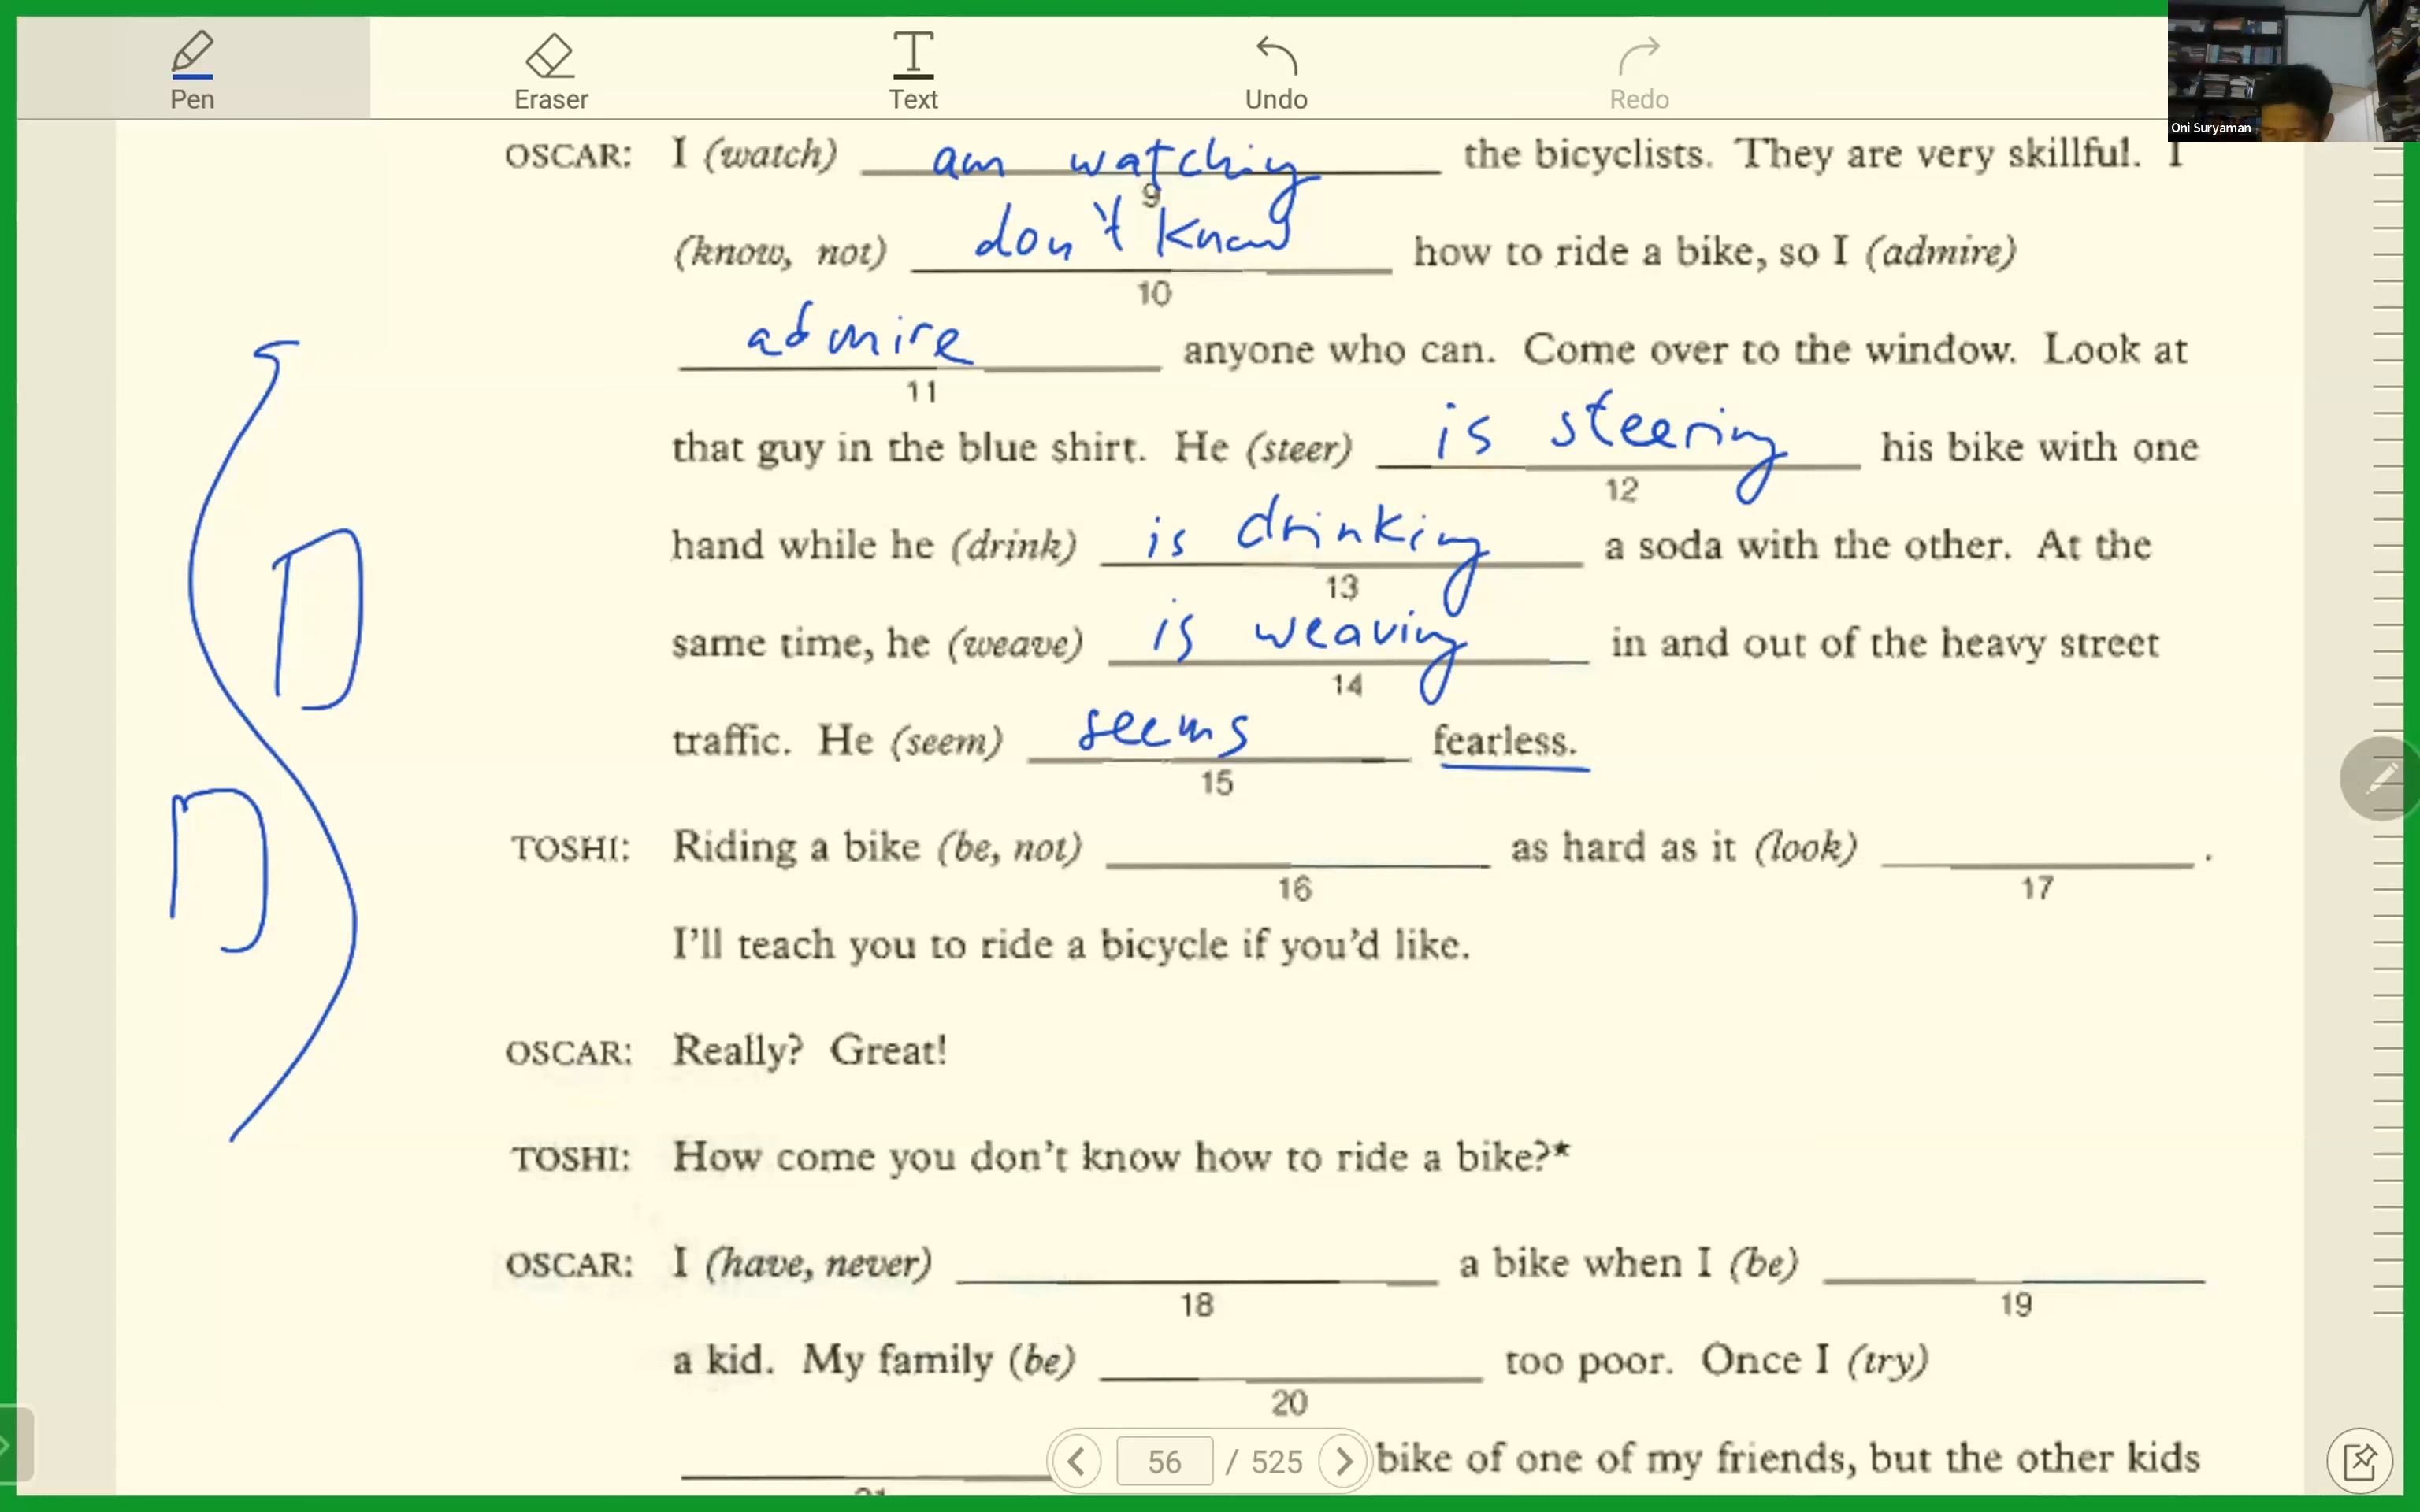 Pen Eraser Text Undo Redo
Oni Suryaman
OSCAR: I (watch) am watching the bicyclists. They are very skillful. I
9
(know, not) don't know how to ride a bike, so I (admire)
10
admire anyone who can. Come over to the window. Look at
11
that guy in the blue shirt. He (steer) is steering his bike with one
12
hand while he (drink) is drinking a soda with the other. At the
13
same time, he (weave) is weaving in and out of the heavy street
14
traffic. He (seem) seems fearless.
15
TOSHI: Riding a bike (be, not) as hard as it (look) .
16 17
I'll teach you to ride a bicycle if you'd like.
OSCAR: Really? Great!
TOSHI: How come you don't know how to ride a bike?*
OSCAR: I (have, never) a bike when I (be)
18 19
a kid. My family (be) too poor. Once I (try)
20
bike of one of my friends, but the other kids
56 / 525